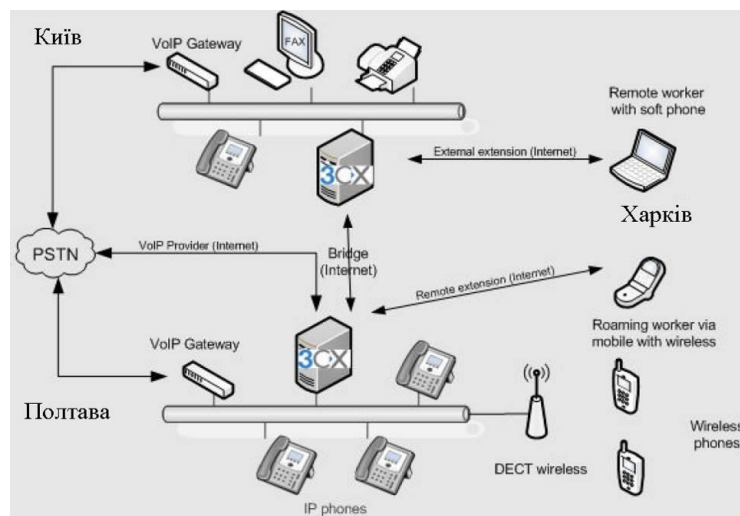 Київ
VoIP Gateway
FAX
Remote worker
with soft phone
3CX
External extension (Internet)
Харків
PSTN
VoIP Provider (Internet)
Bridge
(Internet)
Remote extension (Internet)
Roaming worker via
mobile with wireless
VoIP Gateway
3CX
Полтава
Wireless
phones
DECT wireless
IP phones